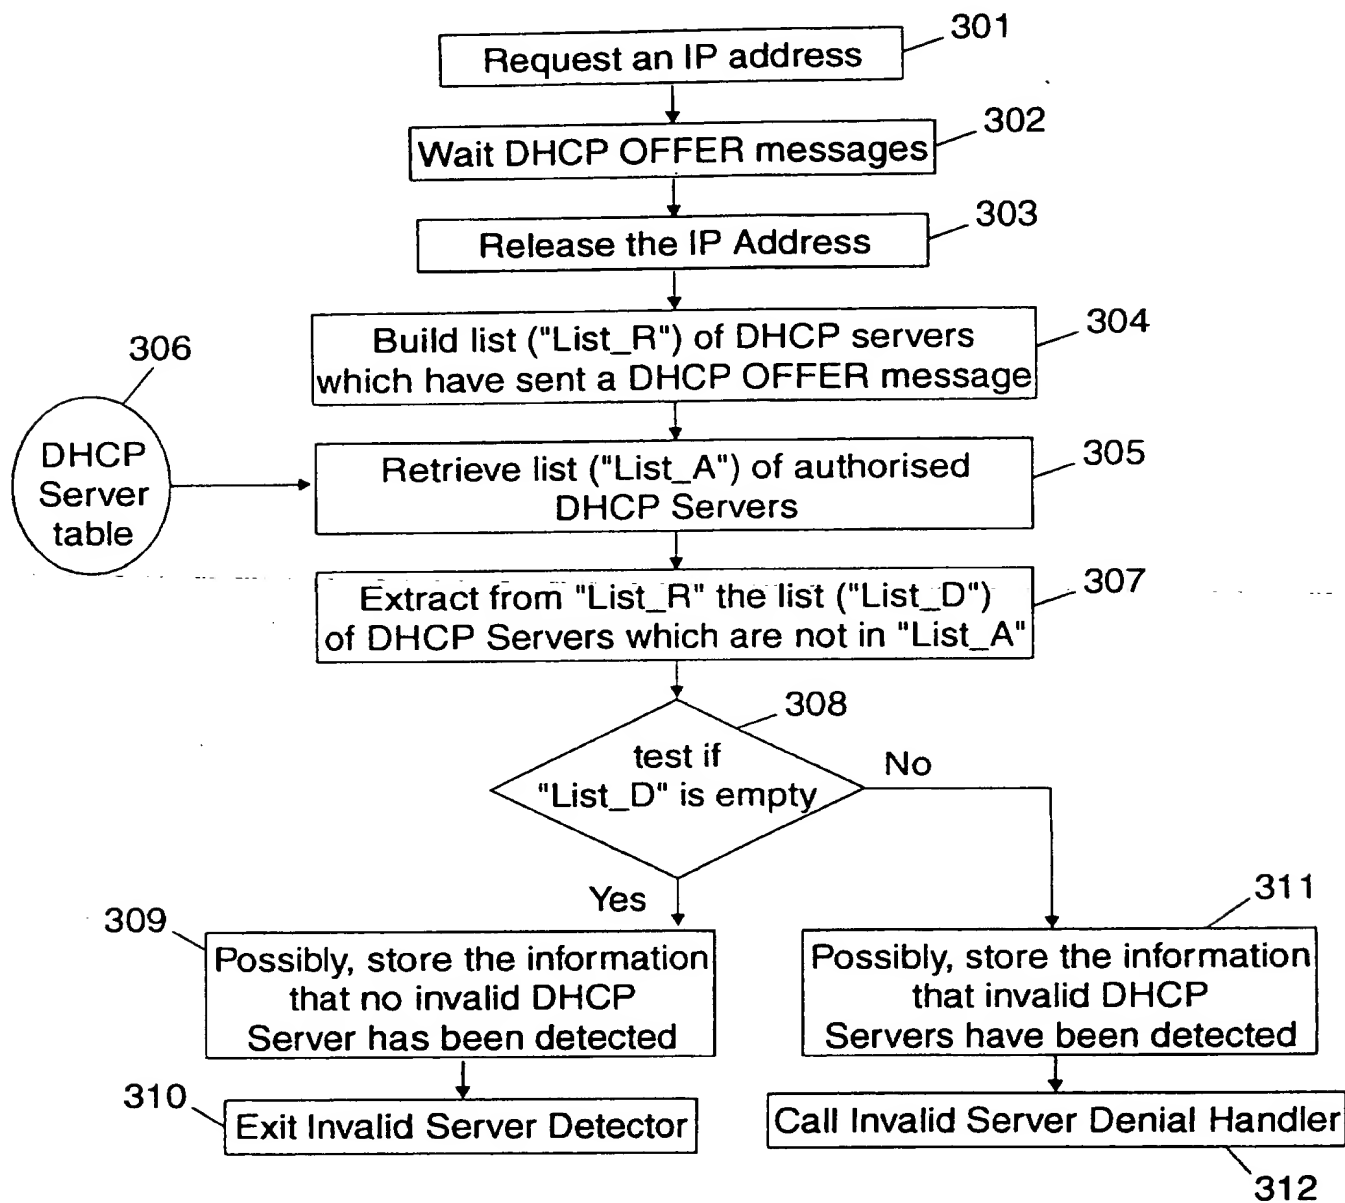 301
Request an IP address
302
Wait DHCP OFFER messages
303
Release the IP Address
304
Build list ("List_R") of DHCP servers
which have sent a DHCP OFFER message
306
DHCP
Server
table
305
Retrieve list ("List_A") of authorised
DHCP Servers
307
Extract from "List_R" the list ("List_D")
of DHCP Servers which are not in "List_A"
308
test if
"List_D" is empty
No
Yes
309
Possibly, store the information
that no invalid DHCP
Server has been detected
311
Possibly, store the information
that invalid DHCP
Servers have been detected
310
Exit Invalid Server Detector
Call Invalid Server Denial Handler
312